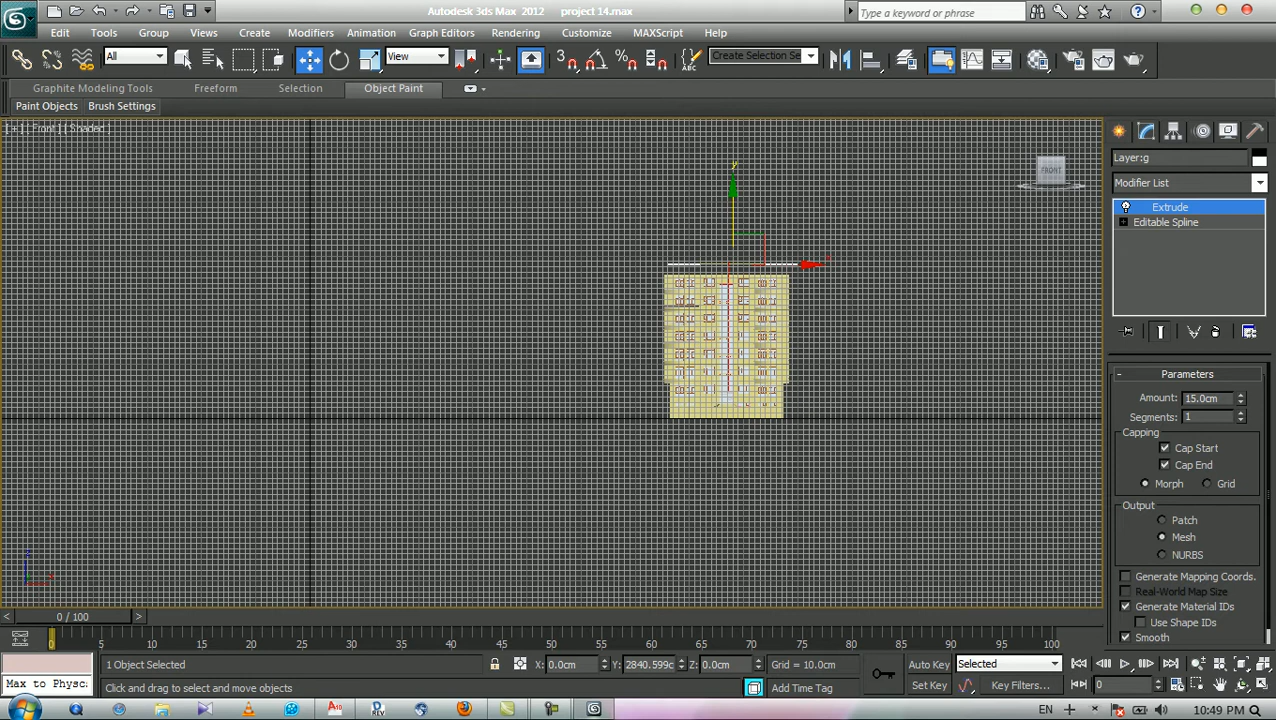 Autodesk 3ds Max 2012 project 14.max
Type a keyword or phrase
Edit Tools Group Views Create Modifiers Animation Graph Editors Rendering Customize MAXScript Help
All View Create Selection Se
Graphite Modeling Tools Freeform Selection Object Paint
Paint Objects Brush Settings
[ + ] [ Front ] [ Shaded ]
y
FRONT
Layer:g
Modifier List
Extrude
Editable Spline
Parameters
Amount: 15.0cm
Segments: 1
Capping
Cap Start
Cap End
Morph Grid
Output
Patch
Mesh
NURBS
Generate Mapping Coords.
Real-World Map Size
Generate Material IDs
Use Shape IDs
Smooth
< 0 / 100 >
0 5 10 15 20 25 30 35 40 45 50 55 60 65 70 75 80 85 90 95 100
1 Object Selected X: 0.0cm Y: 2840.599c Z: 0.0cm Grid = 10.0cm Auto Key Selected
Max to Physc: Click and drag to select and move objects Add Time Tag Set Key Key Filters... 0
EN 10:49 PM